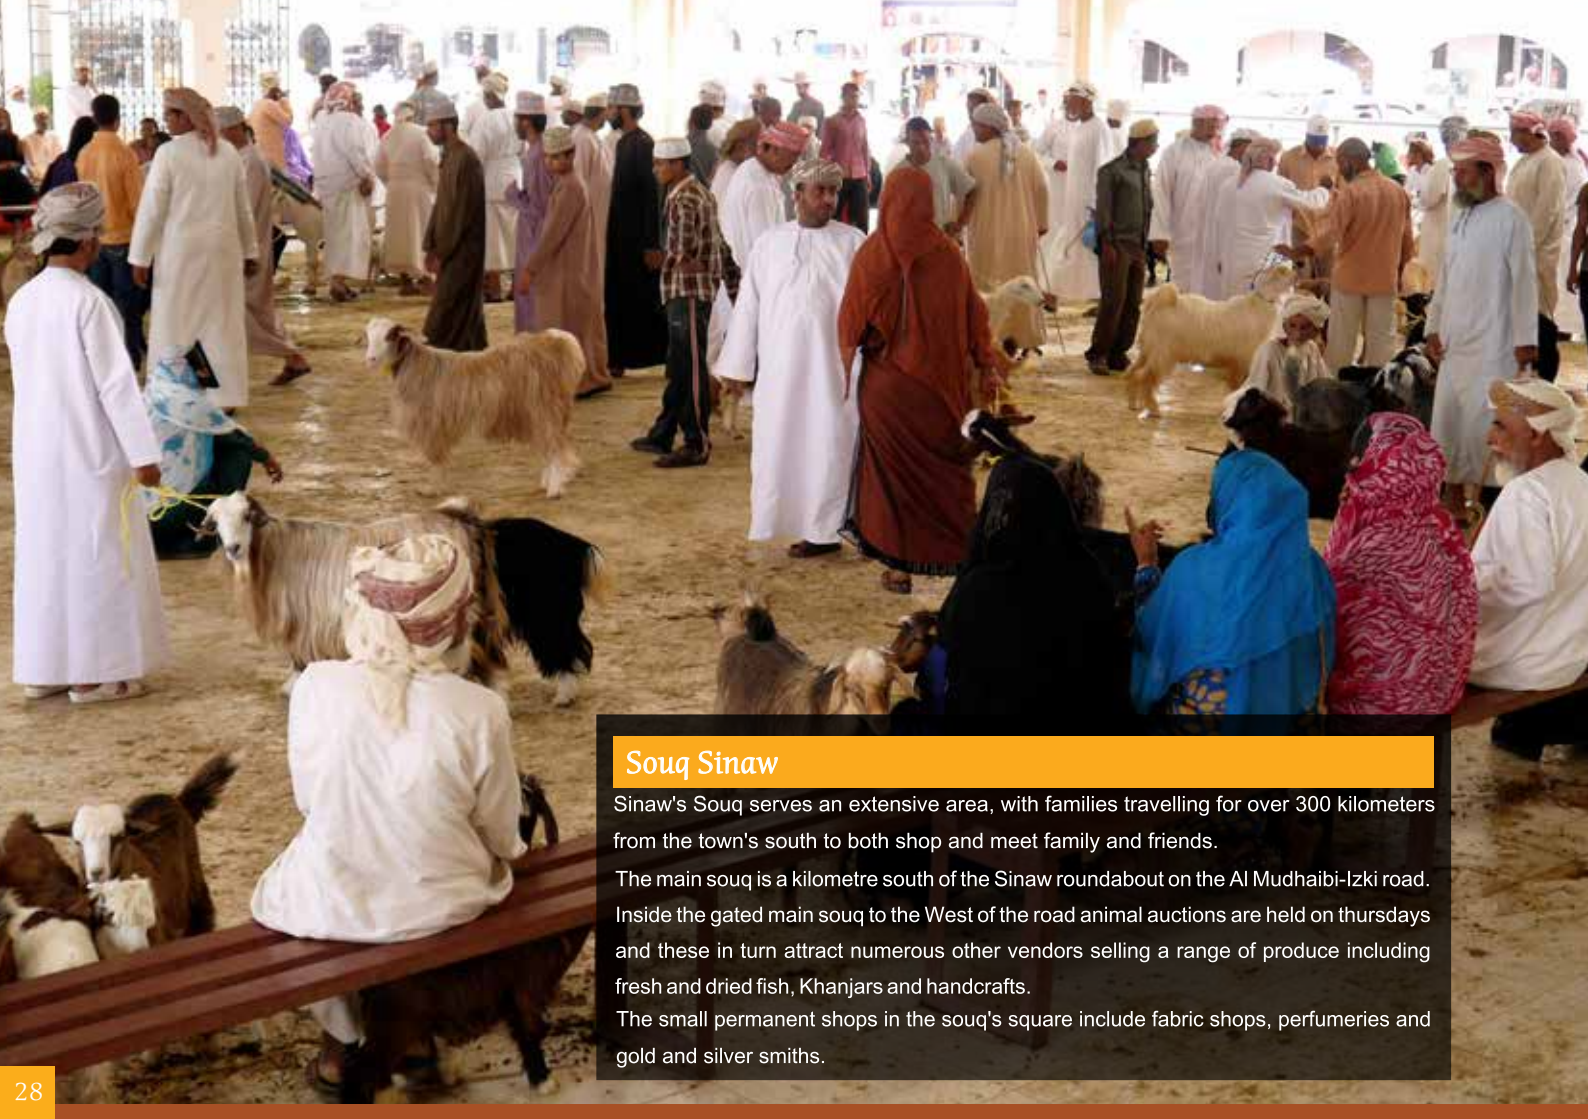 Souq Sinaw
Sinaw's Souq serves an extensive area, with families travelling for over 300 kilometers
from the town's south to both shop and meet family and friends.
The main souq is a kilometre south of the Sinaw roundabout on the Al Mudhaibi-Izki road.
Inside the gated main souq to the West of the road animal auctions are held on thursdays
and these in turn attract numerous other vendors selling a range of produce including
fresh and dried fish, Khanjars and handcrafts.
The small permanent shops in the souq's square include fabric shops, perfumeries and
gold and silver smiths.
28